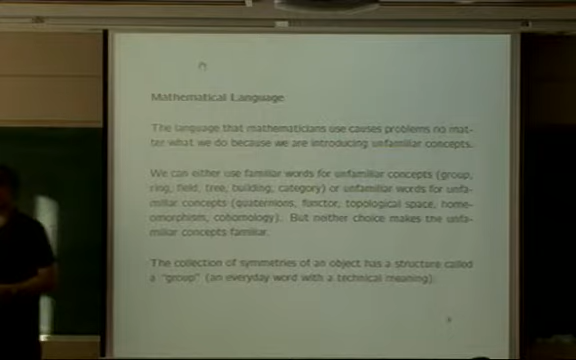 Mathematical Language
The language that mathematicians use causes problems no mat-
ter what we do because we are introducing unfamiliar concepts.
We can either use familiar words for unfamiliar concepts (group,
ring, field, tree, building, category) or unfamiliar words for unfa-
miliar concepts (quaternions, functor, topological space, home-
omorphism, cohomology). But neither choice makes the unfa-
miliar concepts familiar.
The collection of symmetries of an object has a structure called
a "group" (an everyday word with a technical meaning).